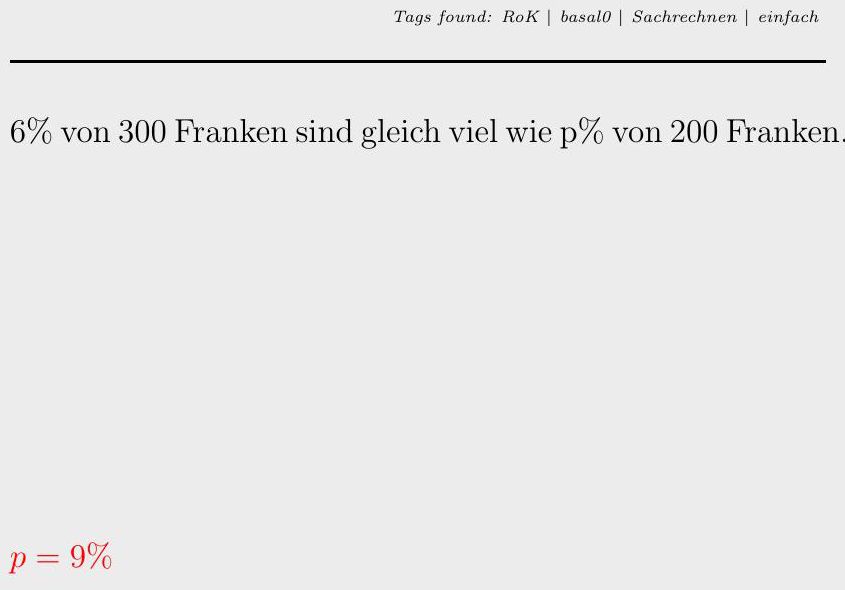 Tags found: RoK | basal0 | Sachrechnen | einfach
6% von 300 Franken sind gleich viel wie p% von 200 Franken.
p = 9%